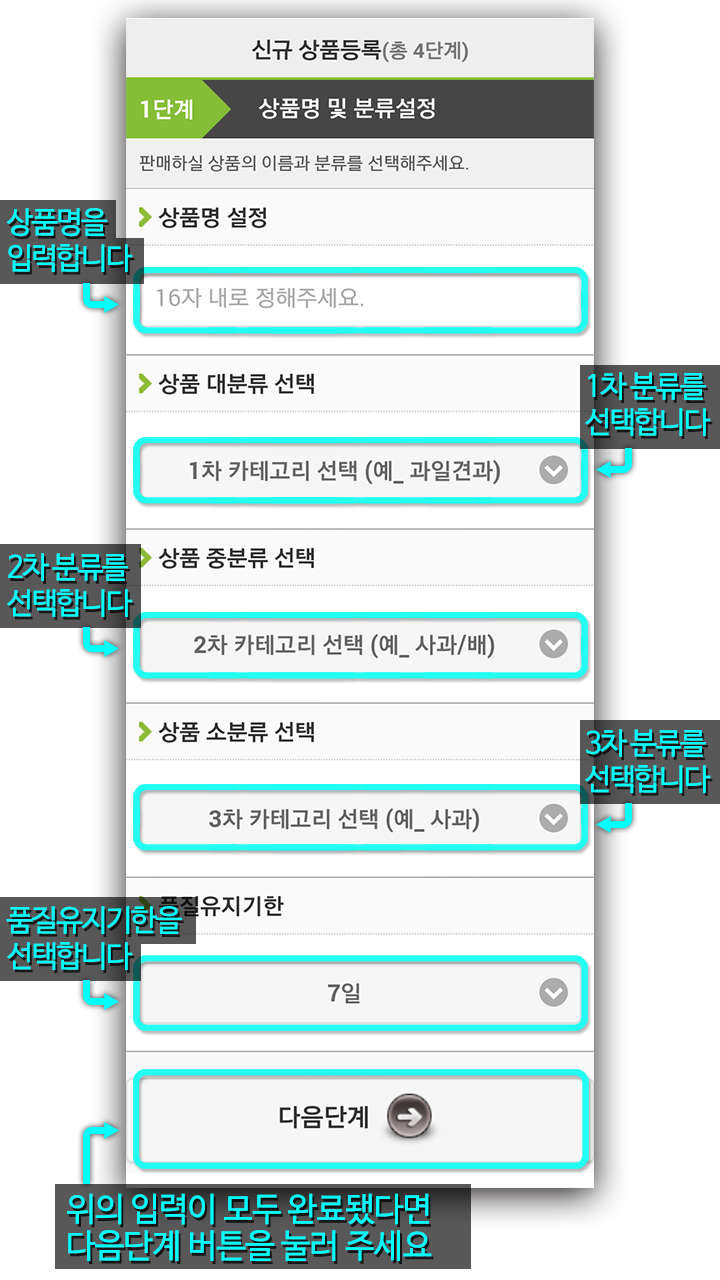 신규 상품등록(총 4단계)
1단계 상품명 및 분류설정
판매하실 상품의 이름과 분류를 선택해주세요.
상품명을
입력합니다
상품명 설정
16자 내로 정해주세요.
상품 대분류 선택
1차 분류를
선택합니다
1차 카테고리 선택 (예_ 과일견과)
상품 중분류 선택
2차 분류를
선택합니다
2차 카테고리 선택 (예_ 사과/배)
상품 소분류 선택
3차 분류를
선택합니다
3차 카테고리 선택 (예_ 사과)
품질유지기한
품질유지기한을
선택합니다
7일
다음단계
위의 입력이 모두 완료됐다면
다음단계 버튼을 눌러 주세요